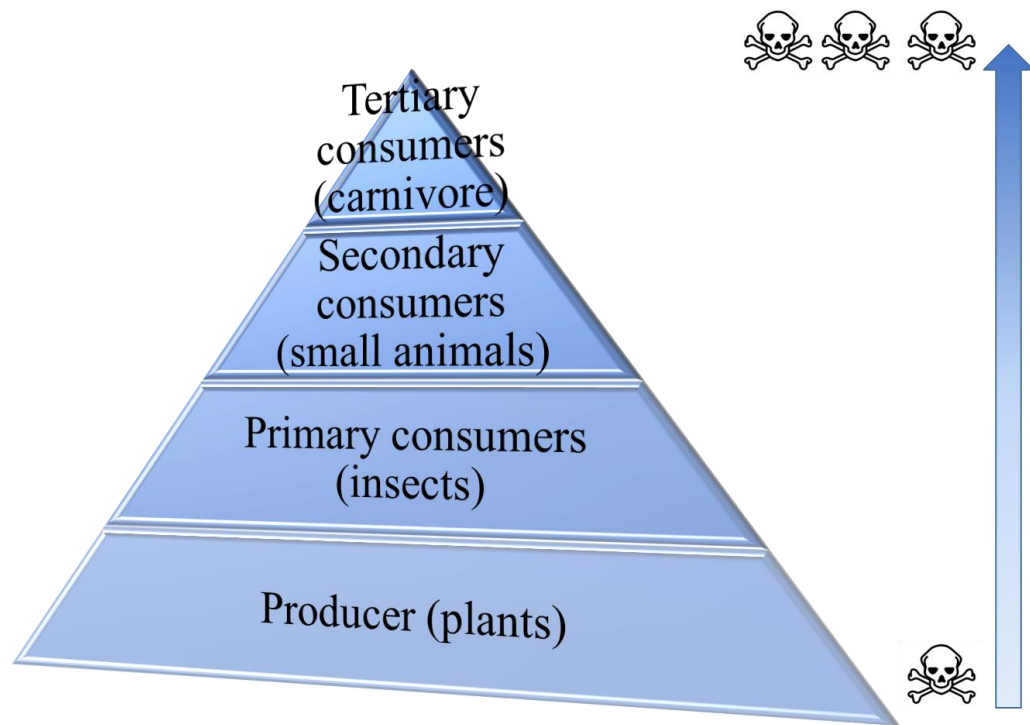 Tertiary
consumers
(carnivore)
Secondary
consumers
(small animals)
Primary consumers
(insects)
Producer (plants)